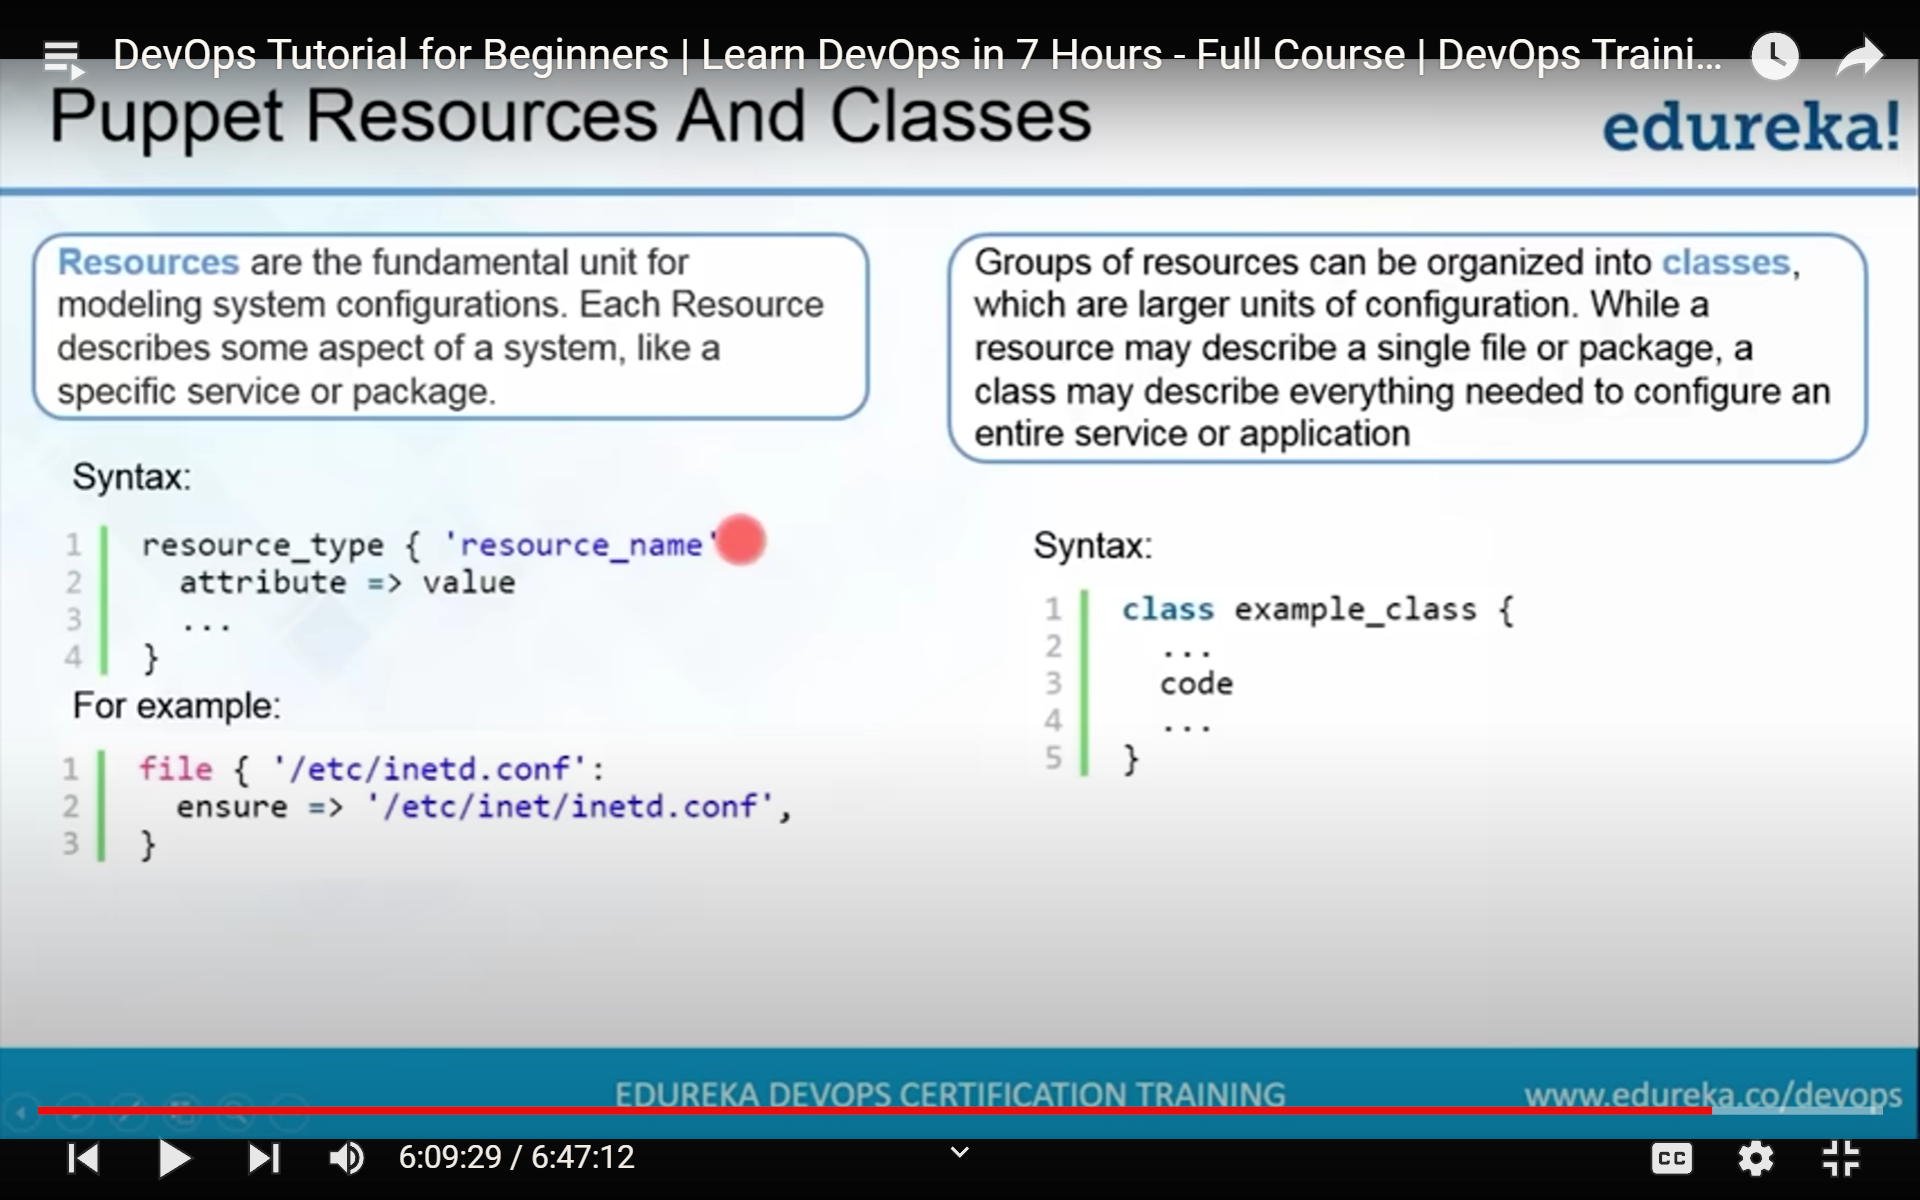 DevOps Tutorial for Beginners | Learn DevOps in 7 Hours - Full Course | DevOps Traini...
Puppet Resources And Classes
edureka!
Resources are the fundamental unit for
modeling system configurations. Each Resource
describes some aspect of a system, like a
specific service or package.
Syntax:
1 resource_type { 'resource_name'
2 attribute => value
3 ...
4 }
For example:
1 file { '/etc/inetd.conf':
2 ensure => '/etc/inet/inetd.conf',
3 }
Groups of resources can be organized into classes,
which are larger units of configuration. While a
resource may describe a single file or package, a
class may describe everything needed to configure an
entire service or application
Syntax:
1 class example_class {
2 ...
3 code
4 ...
5 }
EDUREKA DEVOPS CERTIFICATION TRAINING
www.edureka.co/devops
6:09:29 / 6:47:12
CC